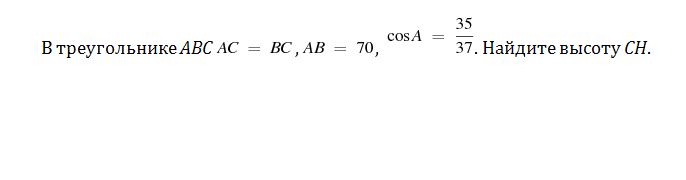 В треугольнике ABC AC = BC, AB = 70, cosA = 35/37. Найдите высоту CH.